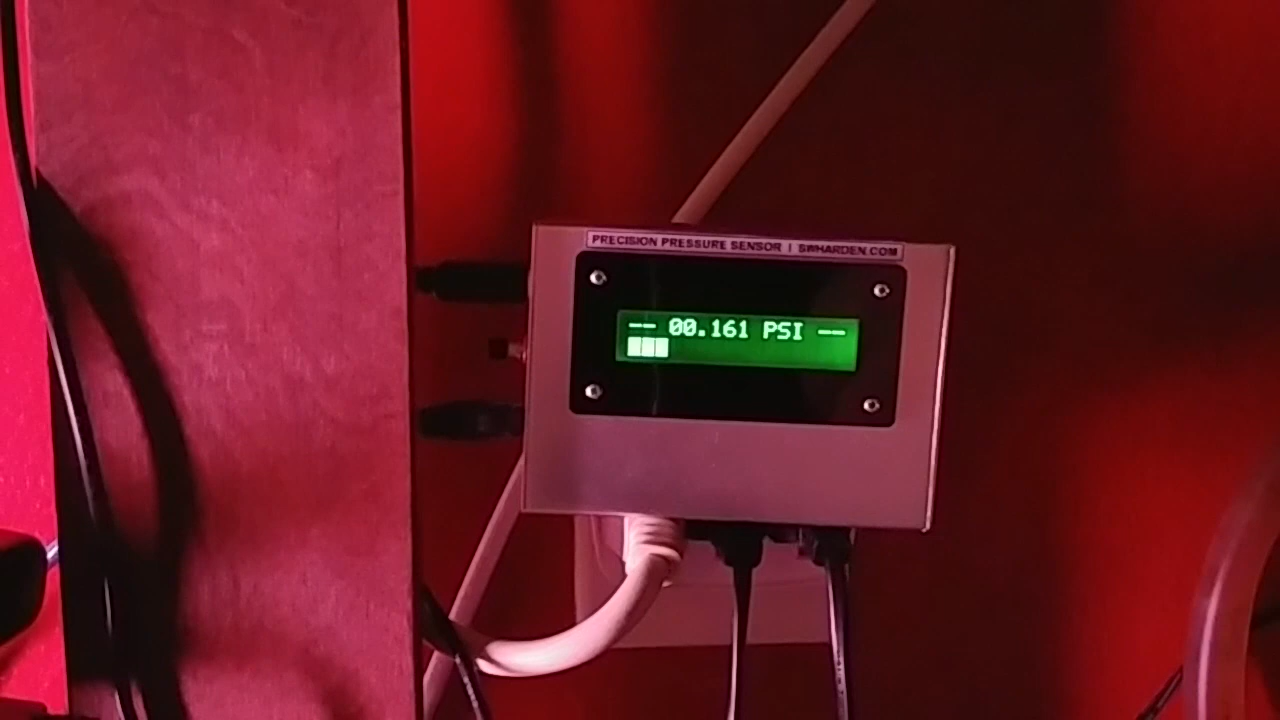 PRECISION PRESSURE SENSOR | SWHARDEN.COM
-- 00.161 PSI --